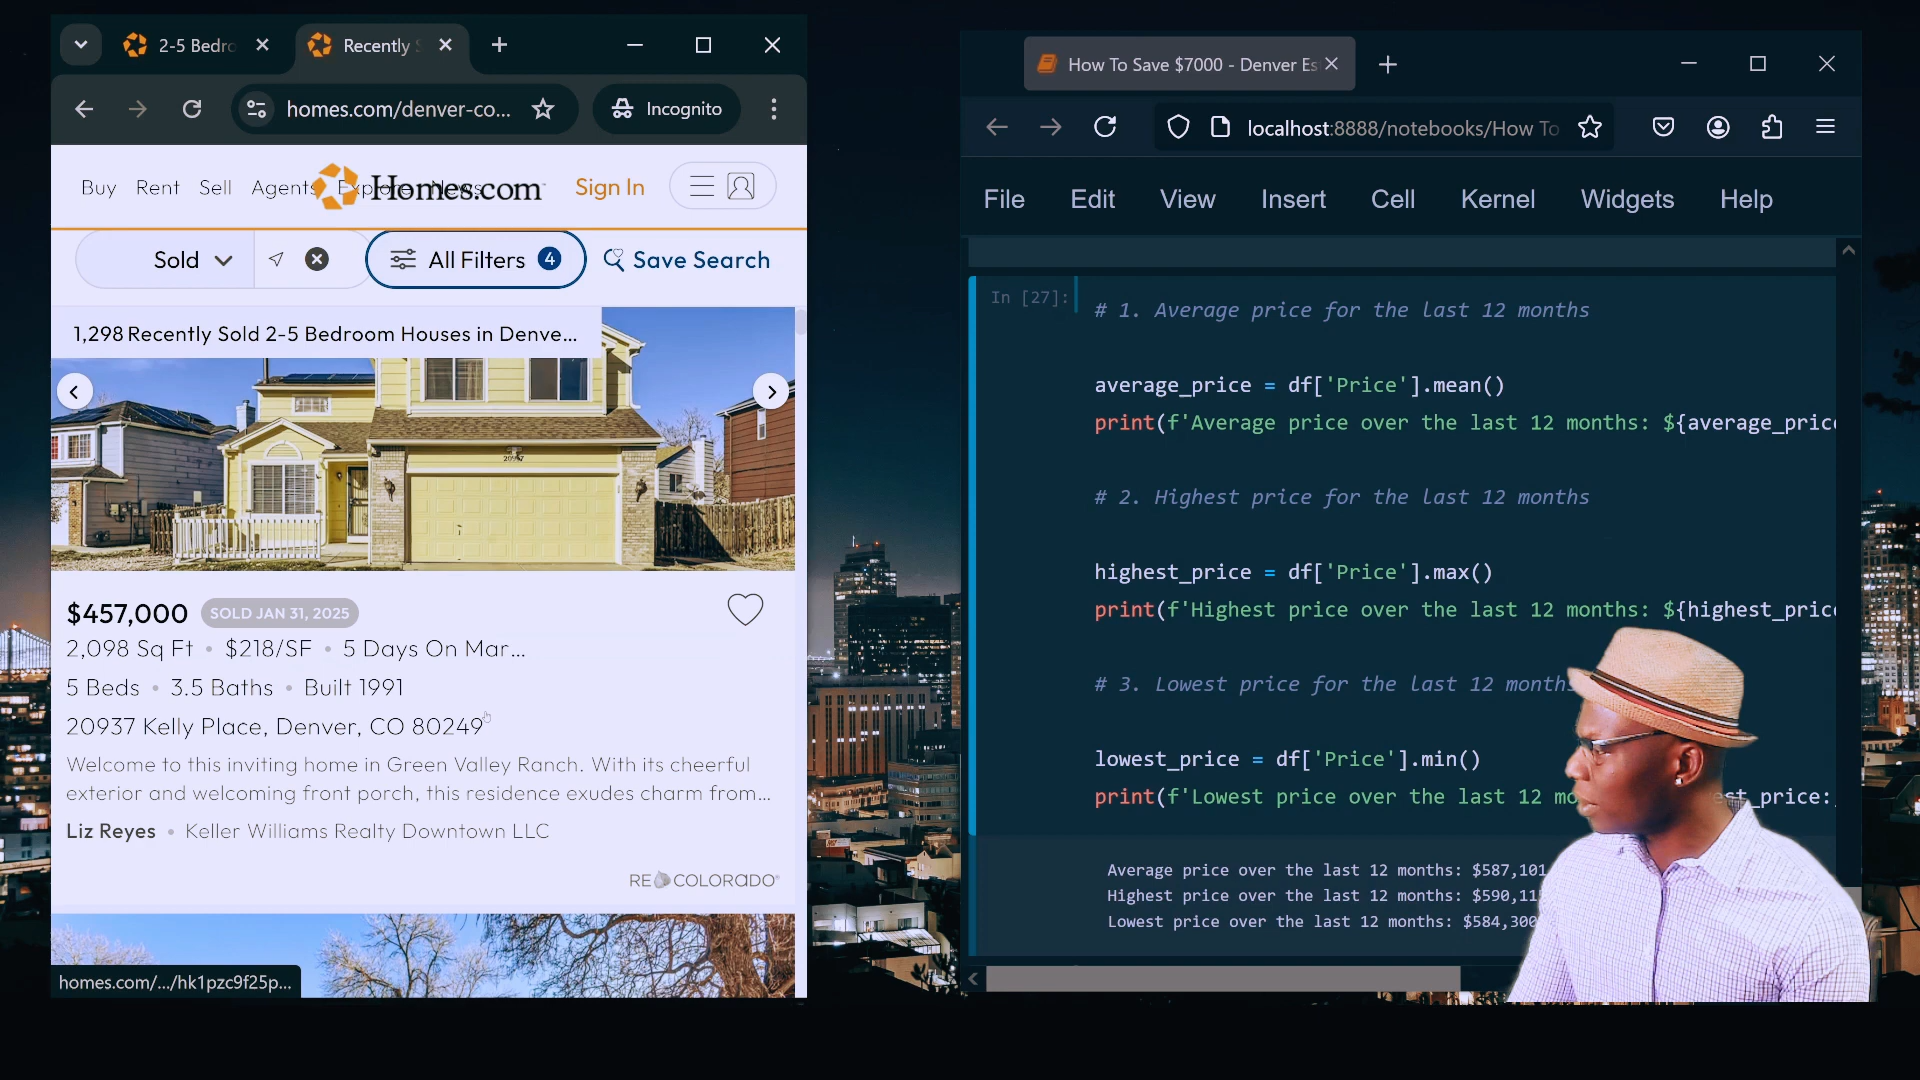 2-5 Bedro
Recently S
homes.com/denver-co...
Incognito
Buy Rent Sell Agents Explore News
Homes.com
Sign In
Sold
All Filters 4
Save Search
1,298 Recently Sold 2-5 Bedroom Houses in Denve...
20937
$457,000 SOLD JAN 31, 2025
2,098 Sq Ft • $218/SF • 5 Days On Mar...
5 Beds • 3.5 Baths • Built 1991
20937 Kelly Place, Denver, CO 80249
Welcome to this inviting home in Green Valley Ranch. With its cheerful
exterior and welcoming front porch, this residence exudes charm from...
Liz Reyes • Keller Williams Realty Downtown LLC
RECOLORADO
homes.com/.../hk1pzc9f25p...
How To Save $7000 - Denver Es
localhost:8888/notebooks/How To
File Edit View Insert Cell Kernel Widgets Help
In [27]:
# 1. Average price for the last 12 months
average_price = df['Price'].mean()
print(f'Average price over the last 12 months: ${average_price
# 2. Highest price for the last 12 months
highest_price = df['Price'].max()
print(f'Highest price over the last 12 months: ${highest_price
# 3. Lowest price for the last 12 months
lowest_price = df['Price'].min()
print(f'Lowest price over the last 12 mo est_price:
Average price over the last 12 months: $587,101
Highest price over the last 12 months: $590,11
Lowest price over the last 12 months: $584,300